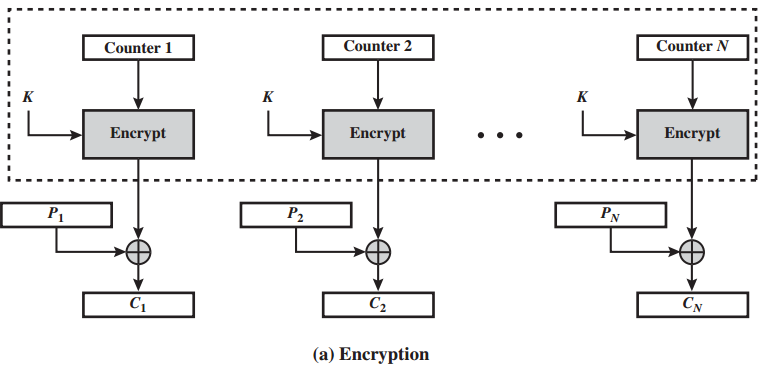 Counter 1 Counter 2 Counter N
K K K
Encrypt Encrypt • • • Encrypt
P1 P2 PN
C1 C2 CN
(a) Encryption